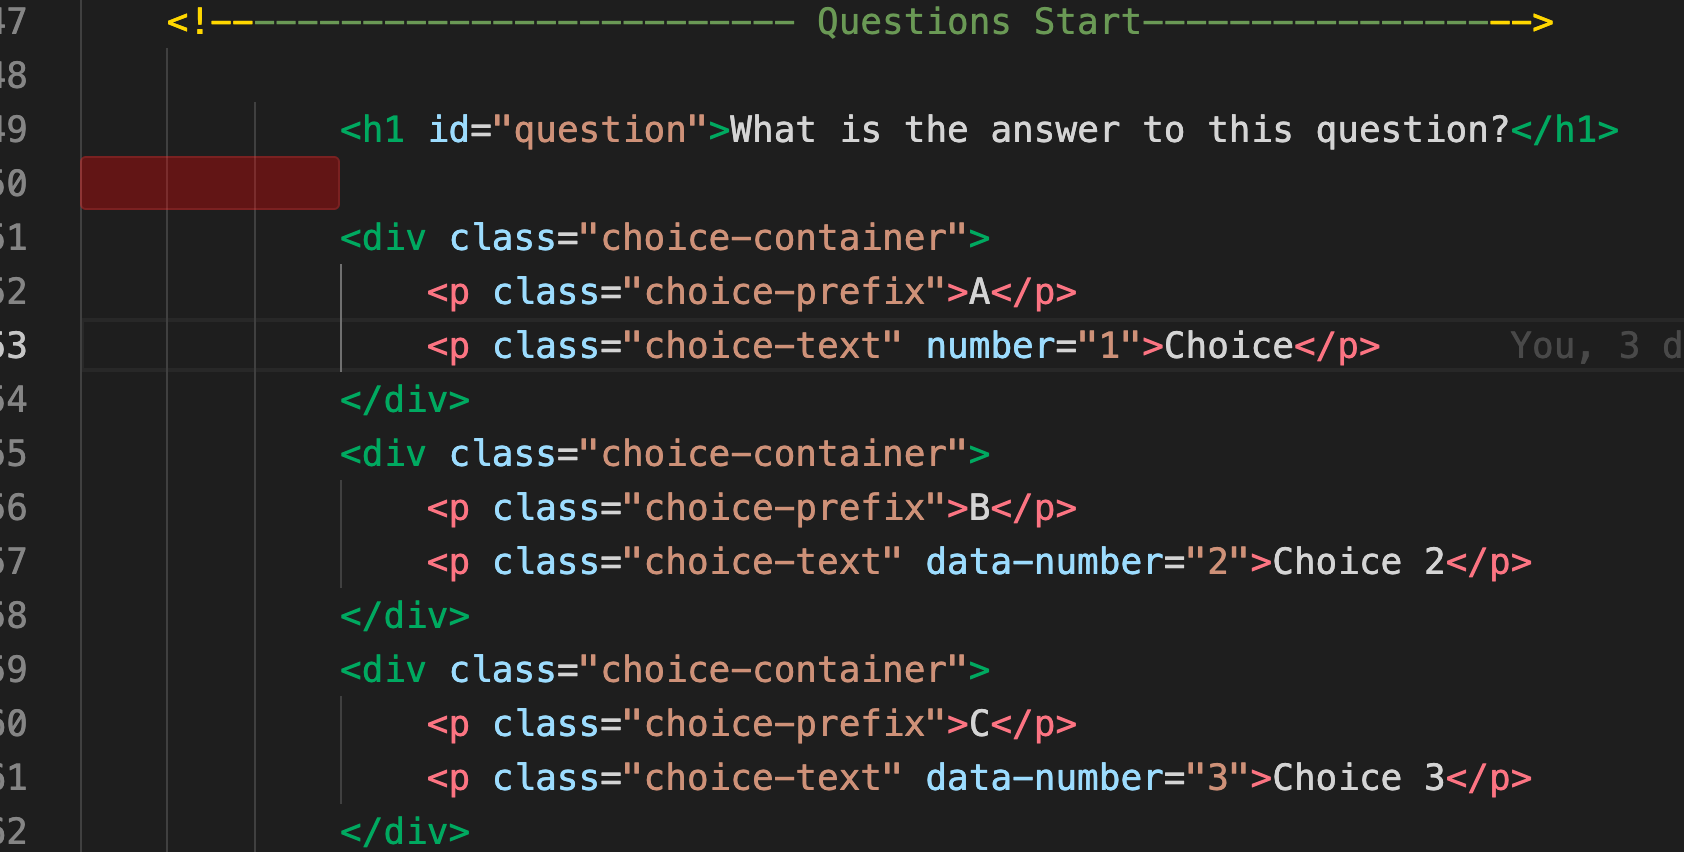 47 <!--------------------------- Questions Start------------------->
48
49 <h1 id="question">What is the answer to this question?</h1>
50
51 <div class="choice-container">
52 <p class="choice-prefix">A</p>
53 <p class="choice-text" number="1">Choice</p> You, 3 d
54 </div>
55 <div class="choice-container">
56 <p class="choice-prefix">B</p>
57 <p class="choice-text" data-number="2">Choice 2</p>
58 </div>
59 <div class="choice-container">
60 <p class="choice-prefix">C</p>
61 <p class="choice-text" data-number="3">Choice 3</p>
62 </div>